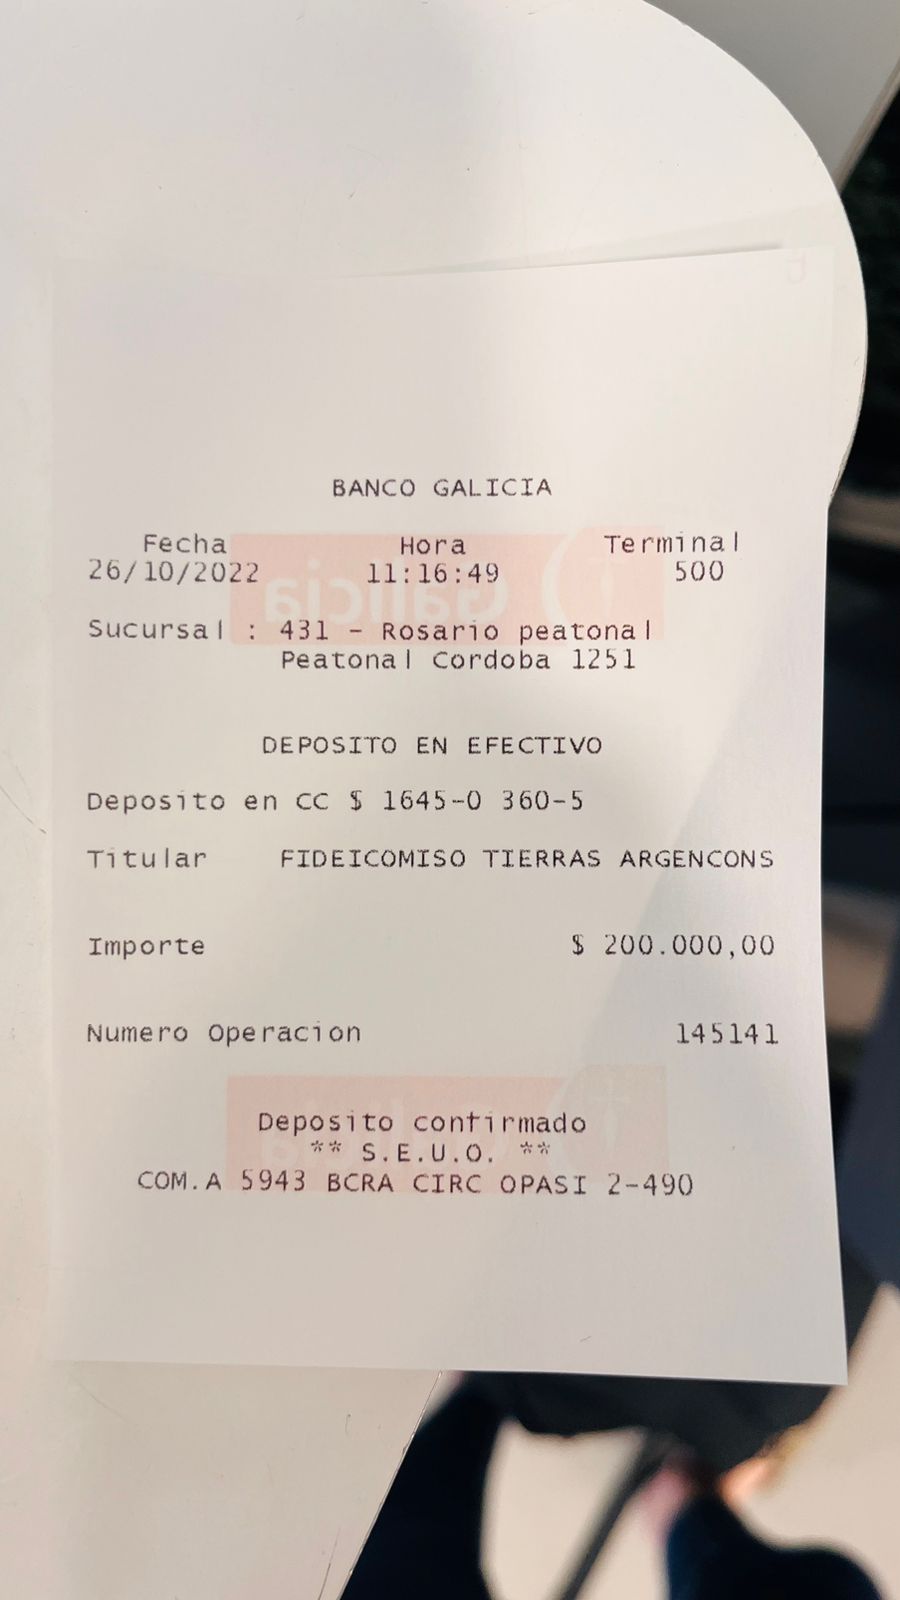 BANCO GALICIA
Fecha Hora Terminal
26/10/2022 11:16:49 500
Sucursal : 431 - Rosario peatonal
Peatonal Cordoba 1251
DEPOSITO EN EFECTIVO
Deposito en CC $ 1645-0 360-5
Titular FIDEICOMISO TIERRAS ARGENCONS
Importe $ 200.000,00
Numero Operacion 145141
Deposito confirmado
** S.E.U.O. **
COM.A 5943 BCRA CIRC OPASI 2-490
Galicia